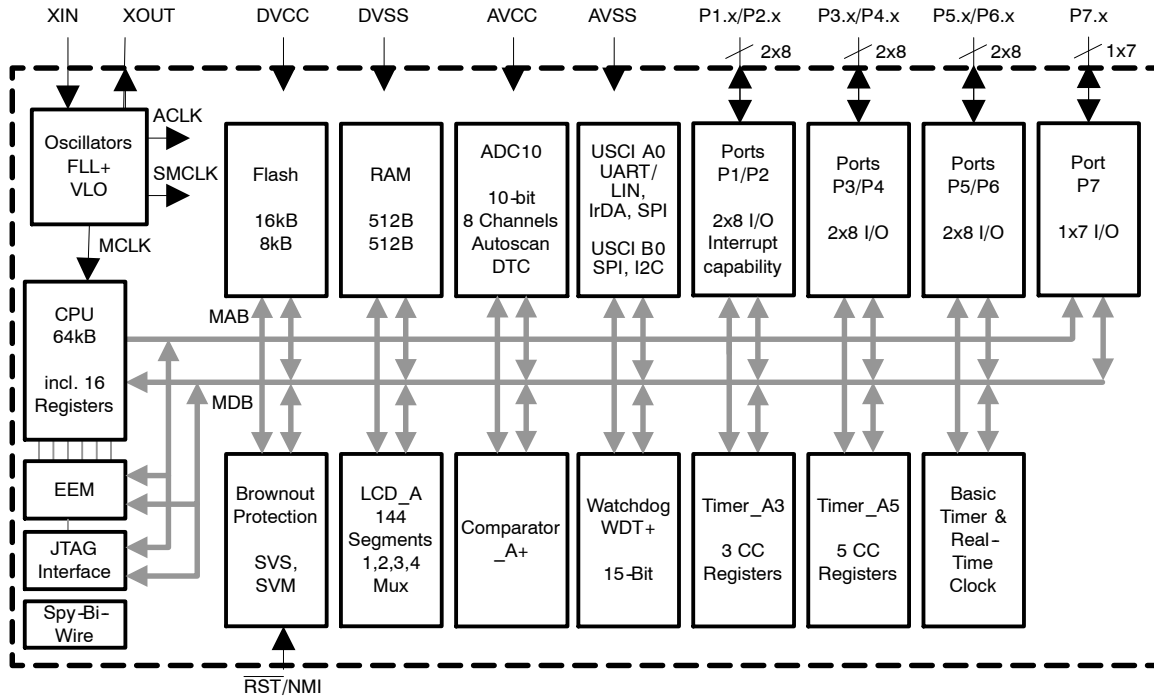 XIN
XOUT
DVCC
DVSS
AVCC
AVSS
P1.x/P2.x
P3.x/P4.x
P5.x/P6.x
P7.x
2x8
2x8
2x8
1x7
Oscillators
FLL+
VLO
ACLK
SMCLK
MCLK
Flash
16kB
8kB
RAM
512B
512B
ADC10
10-bit
8 Channels
Autoscan
DTC
USCI A0
UART/
LIN,
IrDA, SPI
USCI B0
SPI, I2C
Ports
P1/P2
2x8 I/O
Interrupt
capability
Ports
P3/P4
2x8 I/O
Ports
P5/P6
2x8 I/O
Port
P7
1x7 I/O
CPU
64kB
incl. 16
Registers
MAB
MDB
EEM
JTAG
Interface
Spy-Bi-
Wire
Brownout
Protection
SVS,
SVM
LCD_A
144
Segments
1,2,3,4
Mux
Comparator
_A+
Watchdog
WDT+
15-Bit
Timer_A3
3 CC
Registers
Timer_A5
5 CC
Registers
Basic
Timer &
Real-
Time
Clock
RST/NMI